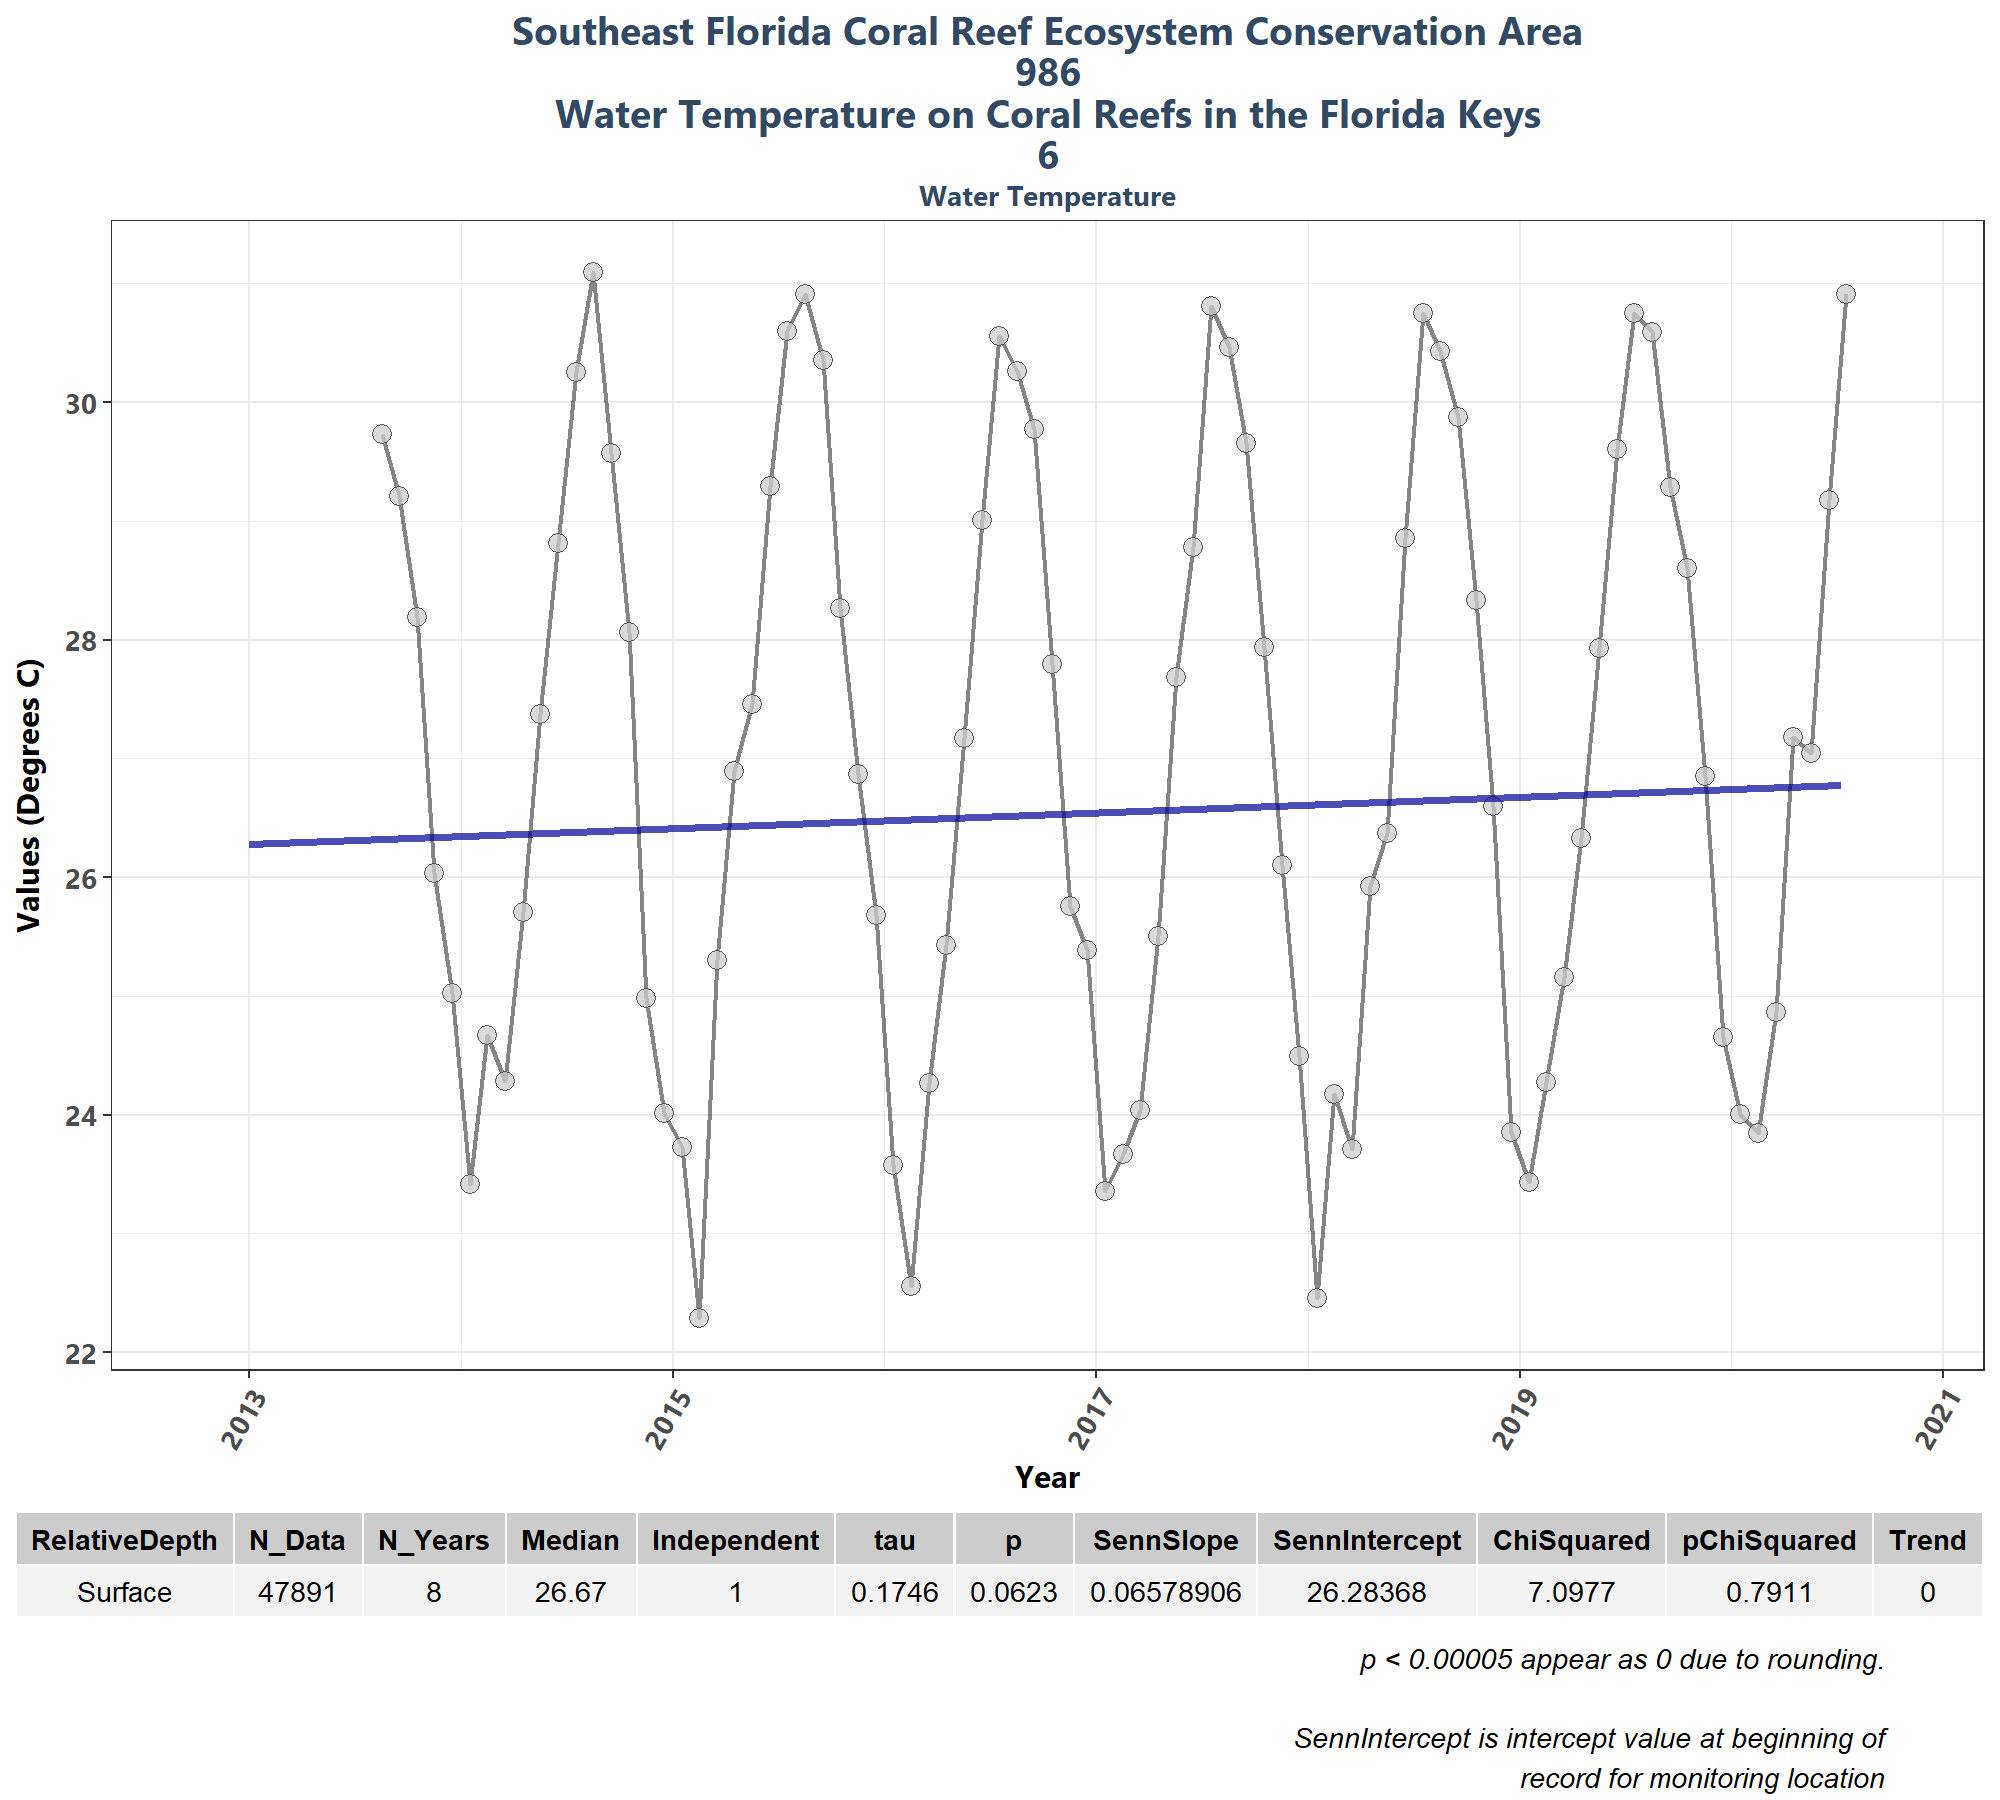 Southeast Florida Coral Reef Ecosystem Conservation Area
986
Water Temperature on Coral Reefs in the Florida Keys
6
Water Temperature
30
28
26
24
22
Values (Degrees C)
2013
2015
2017
2019
2021
Year
RelativeDepth N_Data N_Years Median Independent tau p SennSlope SennIntercept ChiSquared pChiSquared Trend
Surface 47891 8 26.67 1 0.1746 0.0623 0.06578906 26.28368 7.0977 0.7911 0
p < 0.00005 appear as 0 due to rounding.
SennIntercept is intercept value at beginning of
record for monitoring location